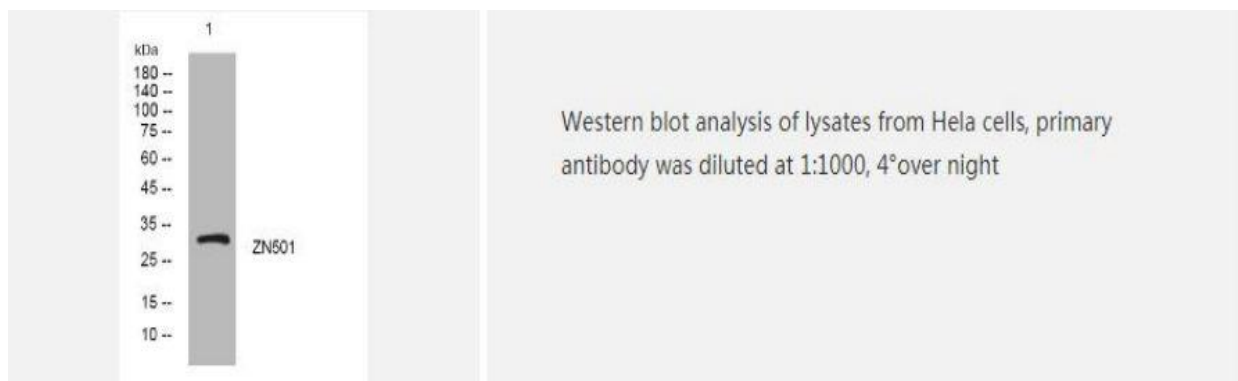 1
kDa
180 --
140 --
100 --
75 --
60 --
45 --
35 --
ZN501
25 --
15 --
10 --
Western blot analysis of lysates from Hela cells, primary
antibody was diluted at 1:1000, 4°over night